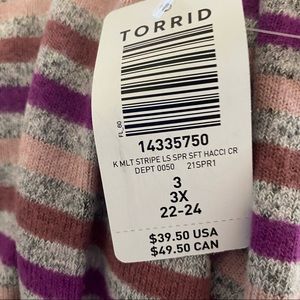 TORRID
FL_60
14335750
K MLT STRIPE LS SPR SFT HACCI CR
DEPT 0050 21SPR1
3
3X
22-24
$39.50 USA
$49.50 CAN